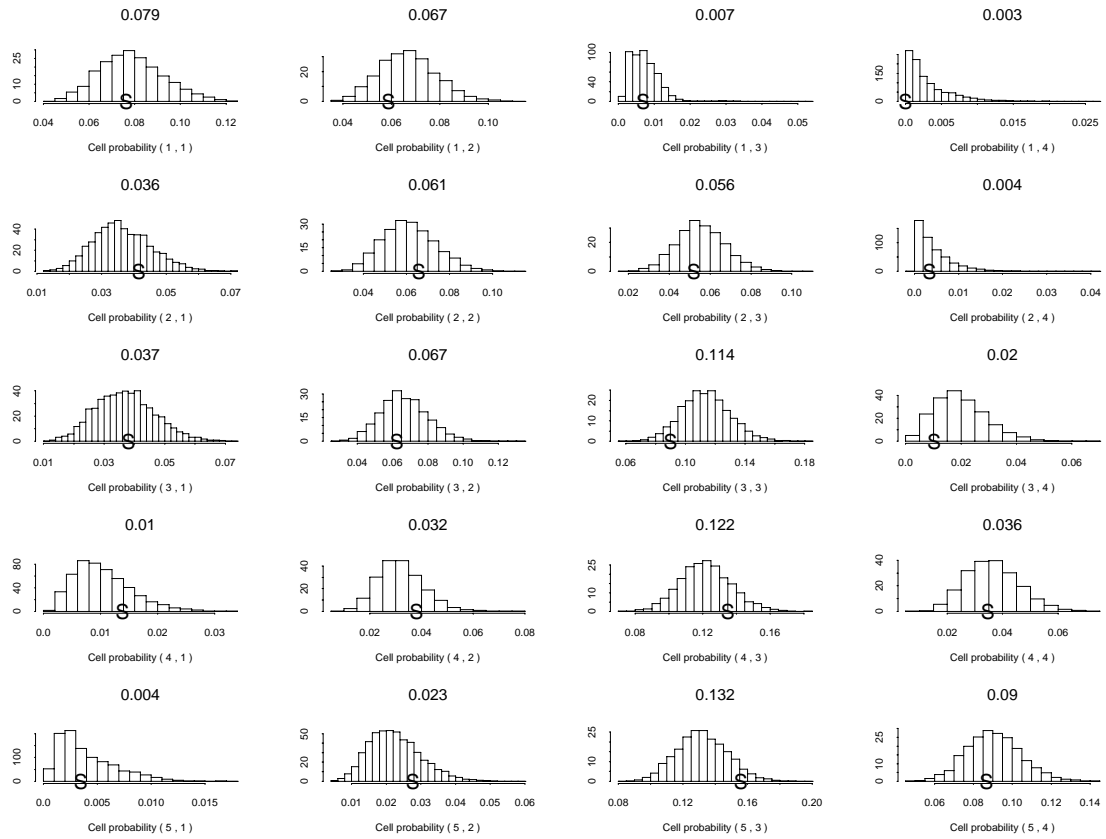 0.079 0.067 0.007 0.003
0 10 25
0 20
0 40 100
0 150
S S S S
0.04 0.06 0.08 0.10 0.12 0.04 0.06 0.08 0.10 0.0 0.01 0.02 0.03 0.04 0.05 0.0 0.005 0.015 0.025
Cell probability ( 1 , 1) Cell probability ( 1 , 2 ) Cell probability ( 1 , 3 ) Cell probability ( 1 , 4 )
0.036 0.061 0.056 0.004
0 20 40
0 15 30
0 20
0 100
S S S S
0.01 0.03 0.05 0.07 0.04 0.06 0.08 0.10 0.02 0.04 0.06 0.08 0.10 0.0 0.01 0.02 0.03 0.04
Cell probability ( 2 , 1) Cell probability ( 2 , 2 ) Cell probability ( 2 , 3 ) Cell probability ( 2 , 4 )
0.037 0.067 0.114 0.02
0 20 40
0 15 30
0 10 20
0 20 40
S S S S
0.01 0.03 0.05 0.07 0.04 0.06 0.08 0.10 0.12 0.06 0.10 0.14 0.18 0.0 0.02 0.04 0.06
Cell probability ( 3 , 1) Cell probability ( 3 , 2 ) Cell probability ( 3 , 3 ) Cell probability ( 3 , 4 )
0.01 0.032 0.122 0.036
0 40 80
0 20 40
0 10 25
0 20 40
S S S S
0.0 0.01 0.02 0.03 0.02 0.04 0.06 0.08 0.08 0.12 0.16 0.02 0.04 0.06
Cell probability ( 4 , 1) Cell probability ( 4 , 2 ) Cell probability ( 4 , 3 ) Cell probability ( 4 , 4 )
0.004 0.023 0.132 0.09
0 100
0 20 50
0 10 25
0 10 25
S S S S
0.0 0.005 0.010 0.015 0.01 0.02 0.03 0.04 0.05 0.06 0.08 0.12 0.16 0.20 0.06 0.08 0.10 0.12 0.14
Cell probability ( 5 , 1) Cell probability ( 5 , 2 ) Cell probability ( 5 , 3 ) Cell probability ( 5 , 4 )